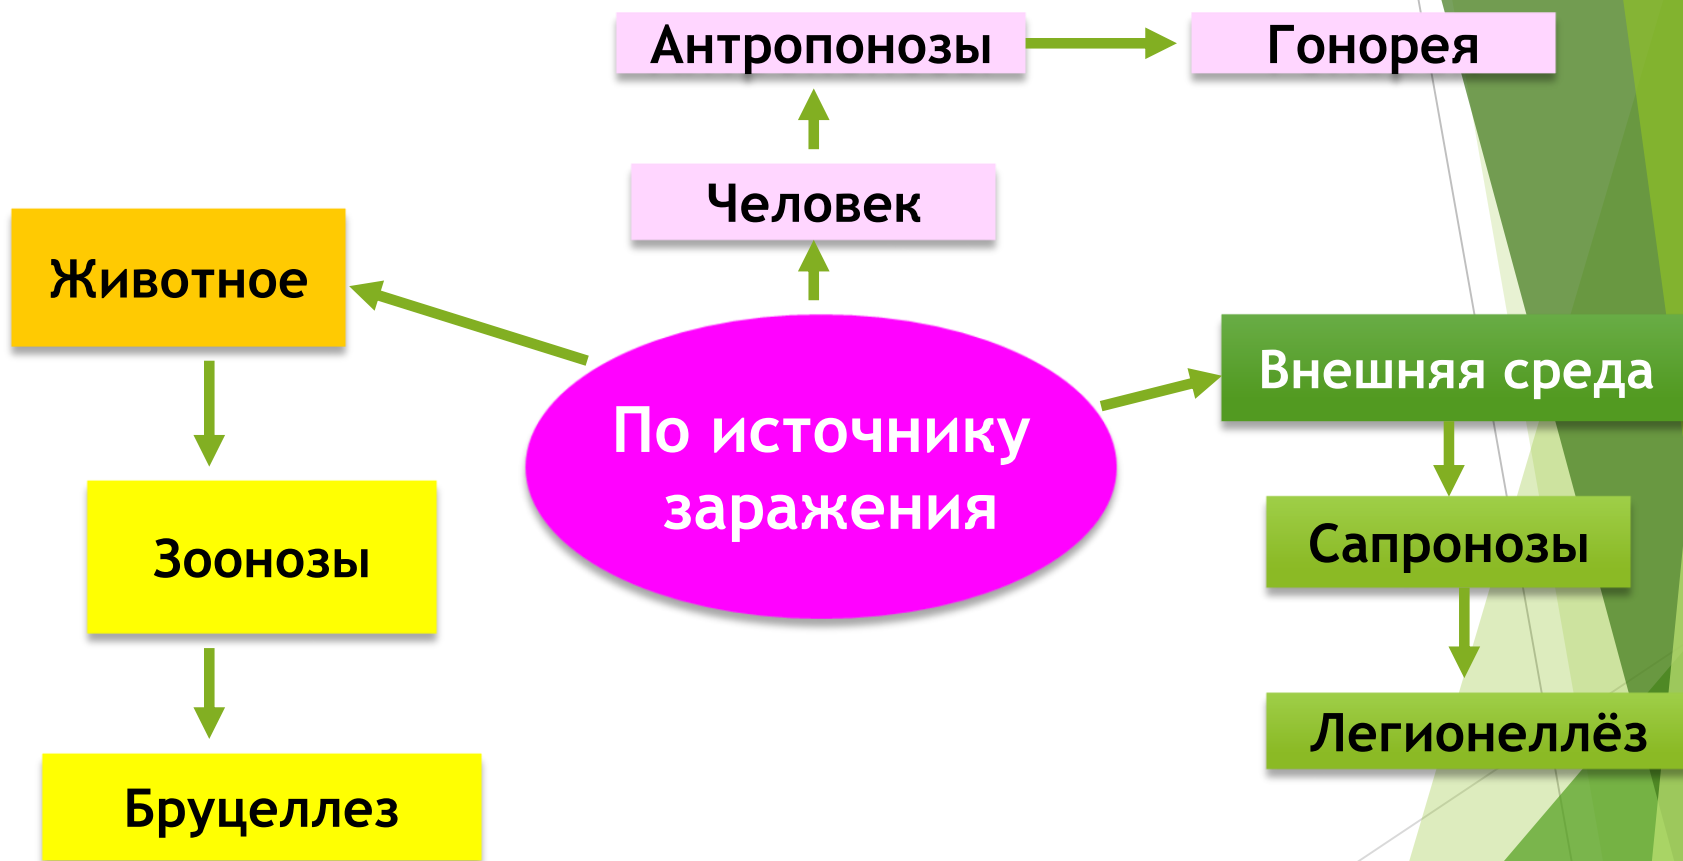 Антропонозы
Гонорея
Человек
Животное
Внешняя среда
По источнику
заражения
Зоонозы
Сапронозы
Легионеллёз
Бруцеллез